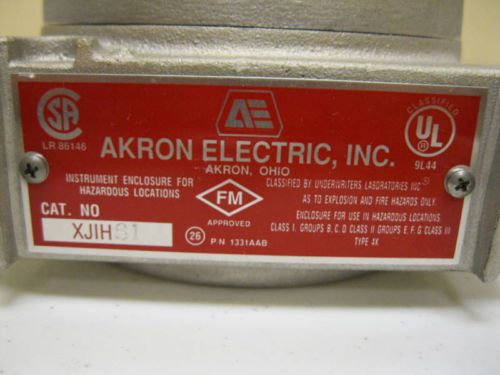 SA
LR 86146
AE
CLASSIFIED
UL
9L44
AKRON ELECTRIC, INC.
AKRON, OHIO
INSTRUMENT ENCLOSURE FOR
HAZARDOUS LOCATIONS
CAT. NO
XJIHS1
FM
APPROVED
26
P/N 1331AAB
CLASSIFIED BY UNDERWRITERS LABORATORIES INC.
AS TO EXPLOSION AND FIRE HAZARDS ONLY.
ENCLOSURE FOR USE IN HAZARDOUS LOCATIONS
CLASS I, GROUPS B, C, D CLASS II GROUPS E, F, G CLASS III
TYPE 4X